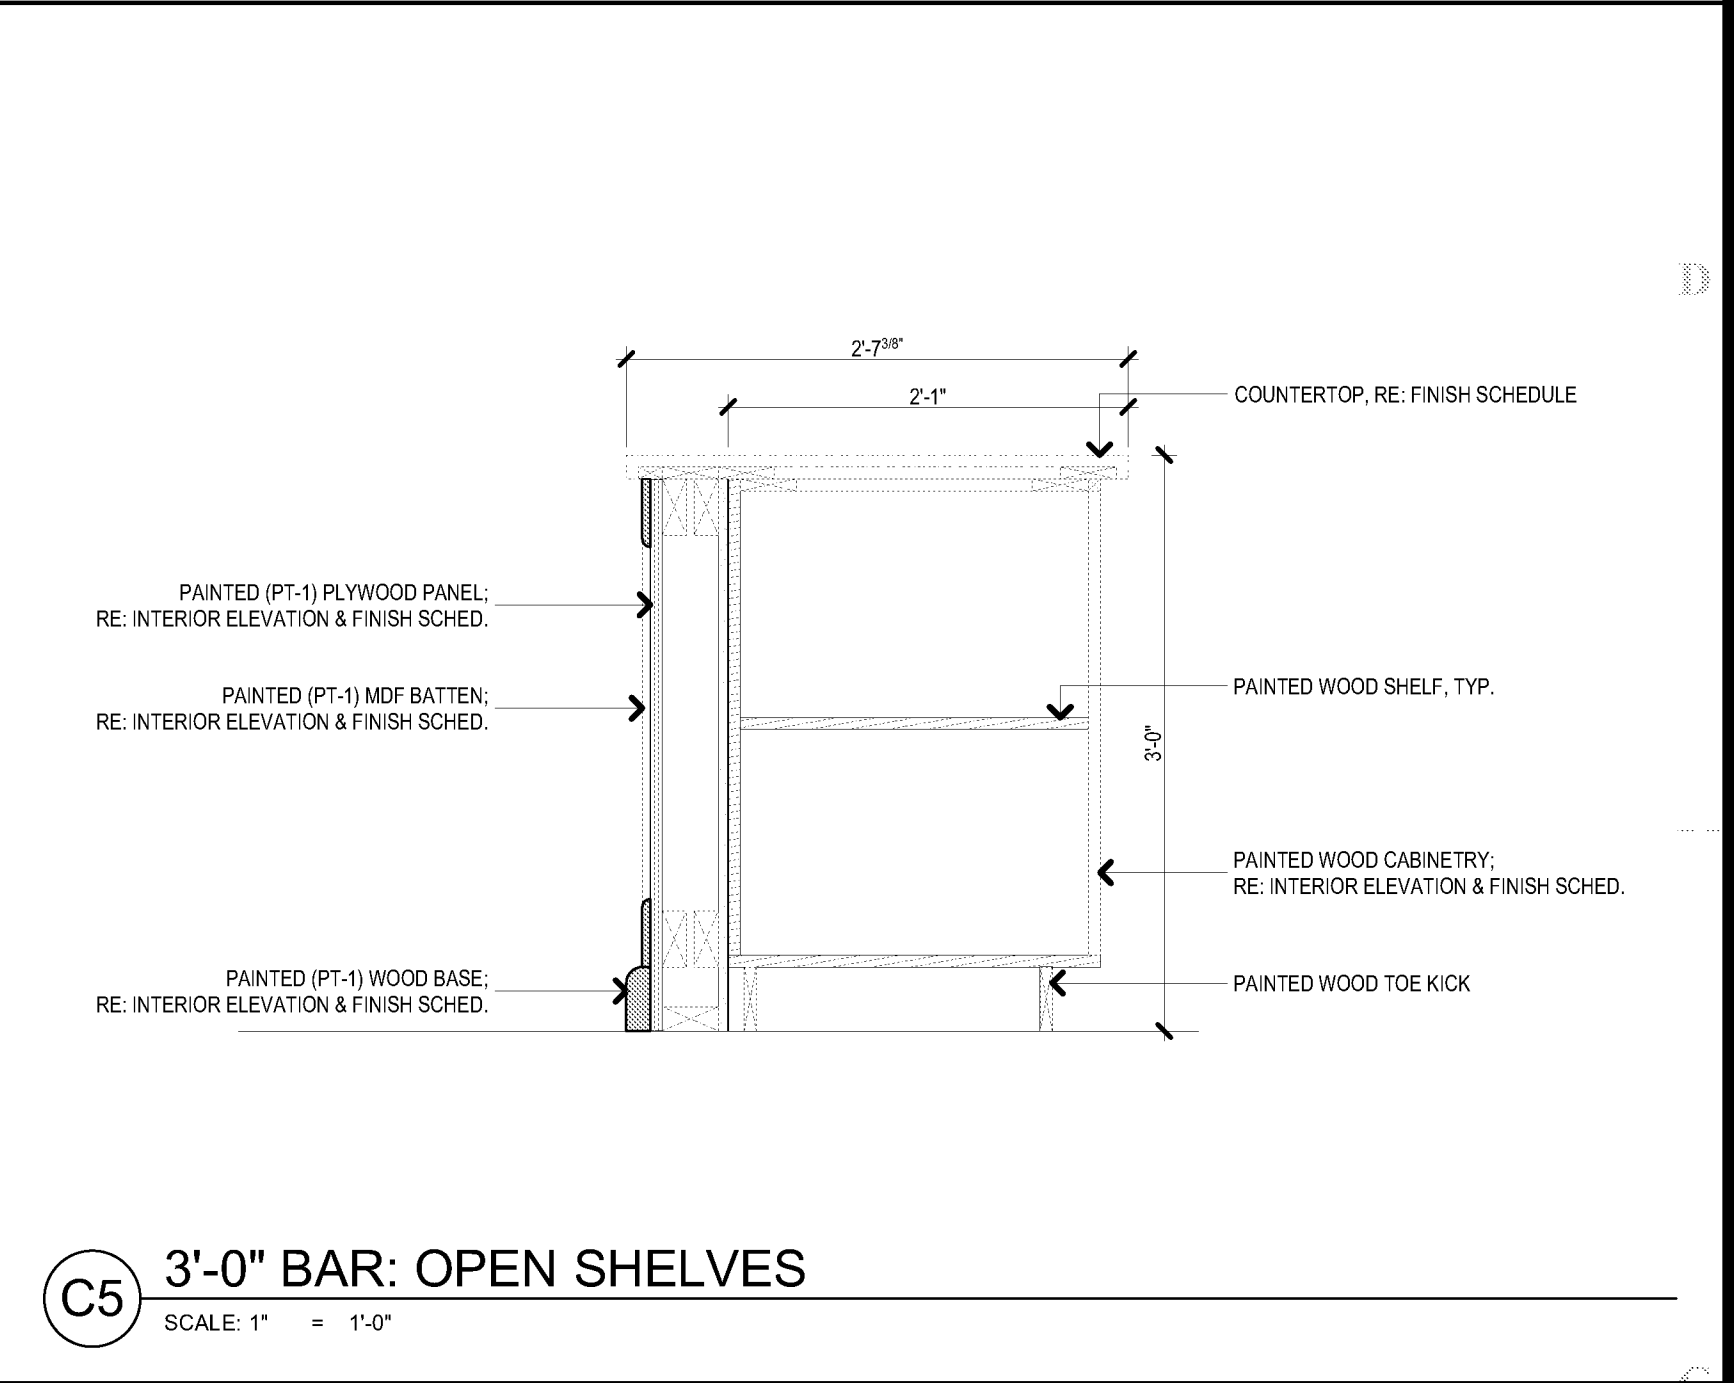 D
2'-7 3/8"
2'-1"
COUNTERTOP, RE: FINISH SCHEDULE
PAINTED (PT-1) PLYWOOD PANEL;
RE: INTERIOR ELEVATION & FINISH SCHED.
PAINTED (PT-1) MDF BATTEN;
RE: INTERIOR ELEVATION & FINISH SCHED.
PAINTED WOOD SHELF, TYP.
3'-0"
PAINTED WOOD CABINETRY;
RE: INTERIOR ELEVATION & FINISH SCHED.
PAINTED (PT-1) WOOD BASE;
RE: INTERIOR ELEVATION & FINISH SCHED.
PAINTED WOOD TOE KICK
C5
3'-0" BAR: OPEN SHELVES
SCALE: 1" = 1'-0"